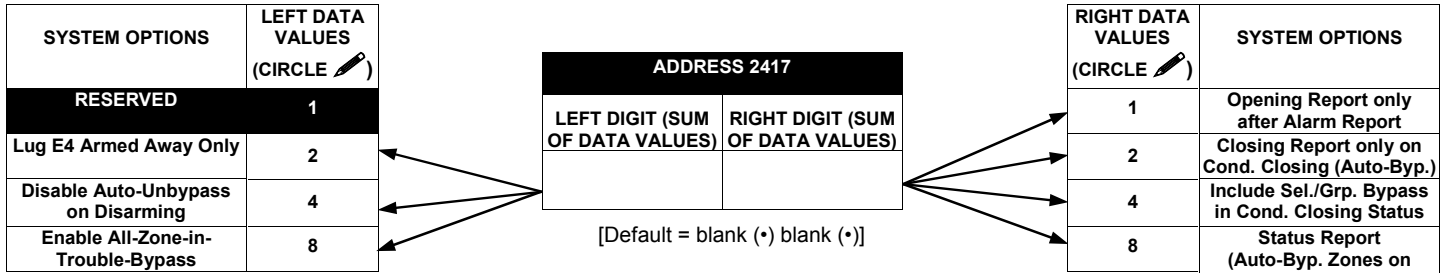 SYSTEM OPTIONS
LEFT DATA
VALUES
(CIRCLE ✎)
RESERVED
1
Lug E4 Armed Away Only
2
Disable Auto-Unbypass
on Disarming
4
Enable All-Zone-in-
Trouble-Bypass
8
ADDRESS 2417
LEFT DIGIT (SUM
OF DATA VALUES)
RIGHT DIGIT (SUM
OF DATA VALUES)
[Default = blank (•) blank (•)]
RIGHT DATA
VALUES
(CIRCLE ✎)
SYSTEM OPTIONS
1
Opening Report only
after Alarm Report
2
Closing Report only on
Cond. Closing (Auto-Byp.)
4
Include Sel./Grp. Bypass
in Cond. Closing Status
8
Status Report
(Auto-Byp. Zones on